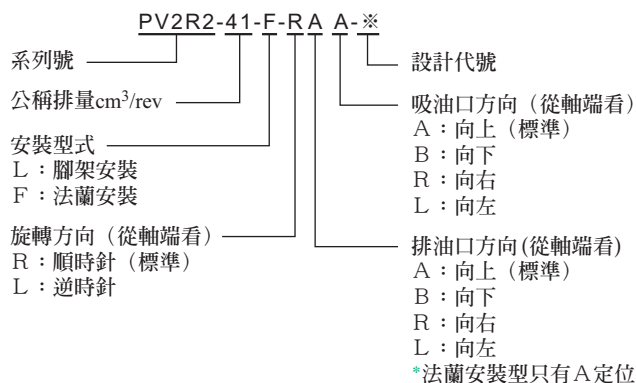 PV2R2-41-F-RA A-※
系列號
公稱排量cm³/rev
安裝型式
Ｌ：腳架安裝
Ｆ：法蘭安裝
旋轉方向（從軸端看）
Ｒ：順時針（標準）
Ｌ：逆時針
設計代號
吸油口方向（從軸端看）
Ａ：向上（標準）
Ｂ：向下
Ｒ：向右
Ｌ：向左
排油口方向(從軸端看)
Ａ：向上（標準）
Ｂ：向下
Ｒ：向右
Ｌ：向左
*法蘭安裝型只有Ａ定位